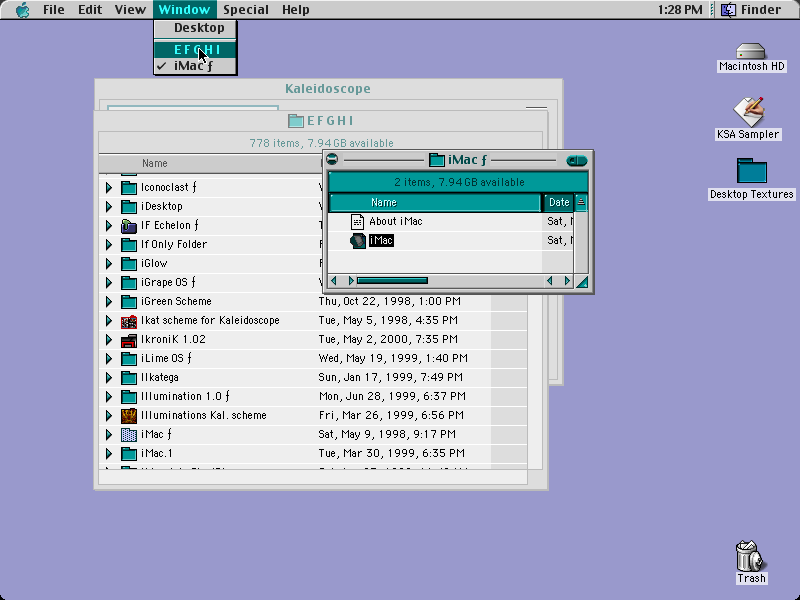 File Edit View Window Special Help 1:28 PM Finder
Desktop
E F G H I
✓ iMac ƒ
Macintosh HD
KSA Sampler
Desktop Textures
Trash
Kaleidoscope
E F G H I
778 items, 7.94 GB available
Name
Iconoclast ƒ
iDesktop
IF Echelon ƒ
If Only Folder
iGlow
iGrape OS ƒ
iGreen Scheme Thu, Oct 22, 1998, 1:00 PM
Ikat scheme for Kaleidoscope Tue, May 5, 1998, 4:35 PM
IkroniK 1.02 Tue, May 2, 2000, 7:35 PM
iLime OS ƒ Wed, May 19, 1999, 1:40 PM
Ilkatega Sun, Jan 17, 1999, 7:49 PM
Illumination 1.0 ƒ Mon, Jun 28, 1999, 6:37 PM
Illuminations Kal. scheme Fri, Mar 26, 1999, 6:56 PM
iMac ƒ Sat, May 9, 1998, 9:17 PM
iMac.1 Tue, Mar 30, 1999, 6:35 PM
iMac ƒ
2 items, 7.94 GB available
Name Date
About iMac Sat,
iMac Sat,